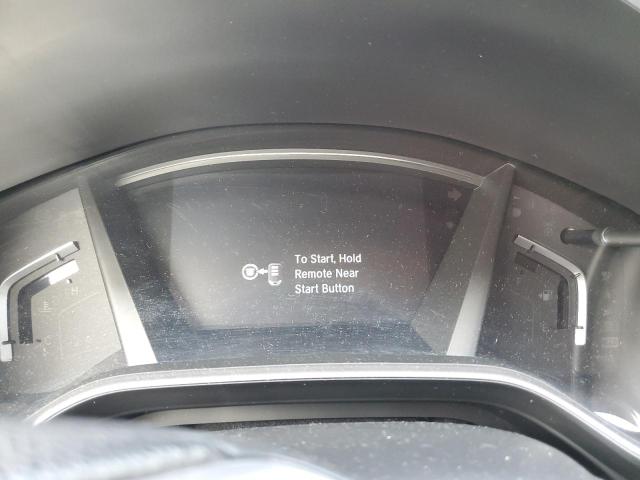 To Start, Hold
Remote Near
Start Button
H
C